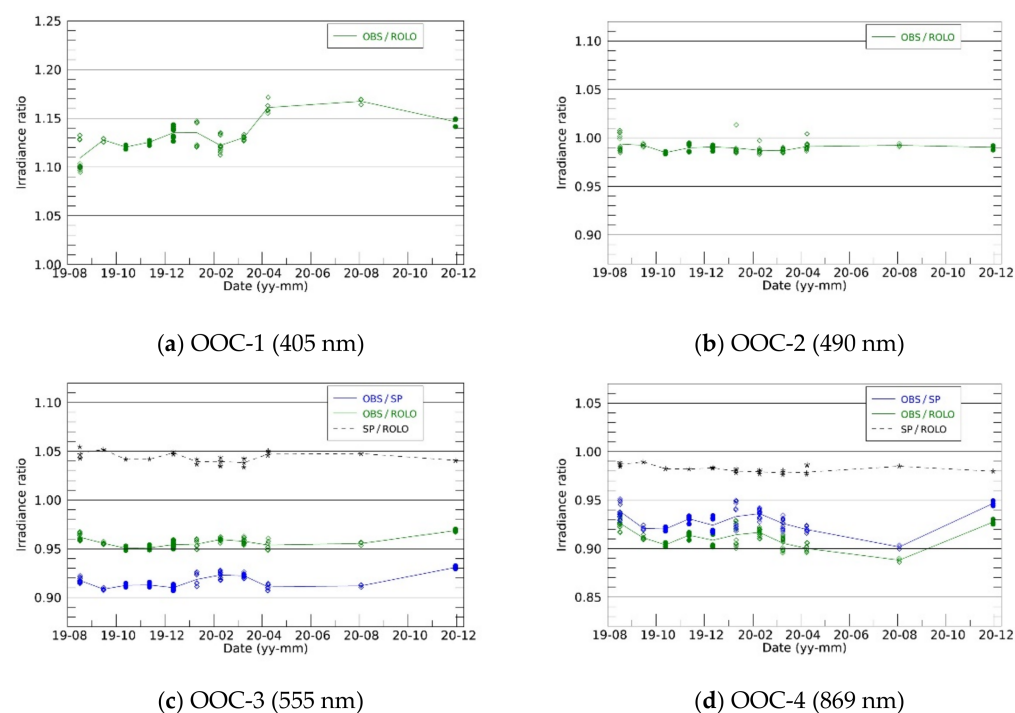 1.25
1.20
1.15
1.10
1.05
1.00
Irradiance ratio
OBS / ROLO
19-08 19-10 19-12 20-02 20-04 20-06 20-08 20-10 20-12
Date (yy-mm)
(a) OOC-1 (405 nm)
1.10
1.05
1.00
0.95
0.90
Irradiance ratio
OBS / ROLO
19-08 19-10 19-12 20-02 20-04 20-06 20-08 20-10 20-12
Date (yy-mm)
(b) OOC-2 (490 nm)
1.10
1.05
1.00
0.95
0.90
Irradiance ratio
OBS / SP
OBS / ROLO
SP / ROLO
19-08 19-10 19-12 20-02 20-04 20-06 20-08 20-10 20-12
Date (yy-mm)
(c) OOC-3 (555 nm)
1.05
1.00
0.95
0.90
0.85
Irradiance ratio
OBS / SP
OBS / ROLO
SP / ROLO
19-08 19-10 19-12 20-02 20-04 20-06 20-08 20-10 20-12
Date (yy-mm)
(d) OOC-4 (869 nm)